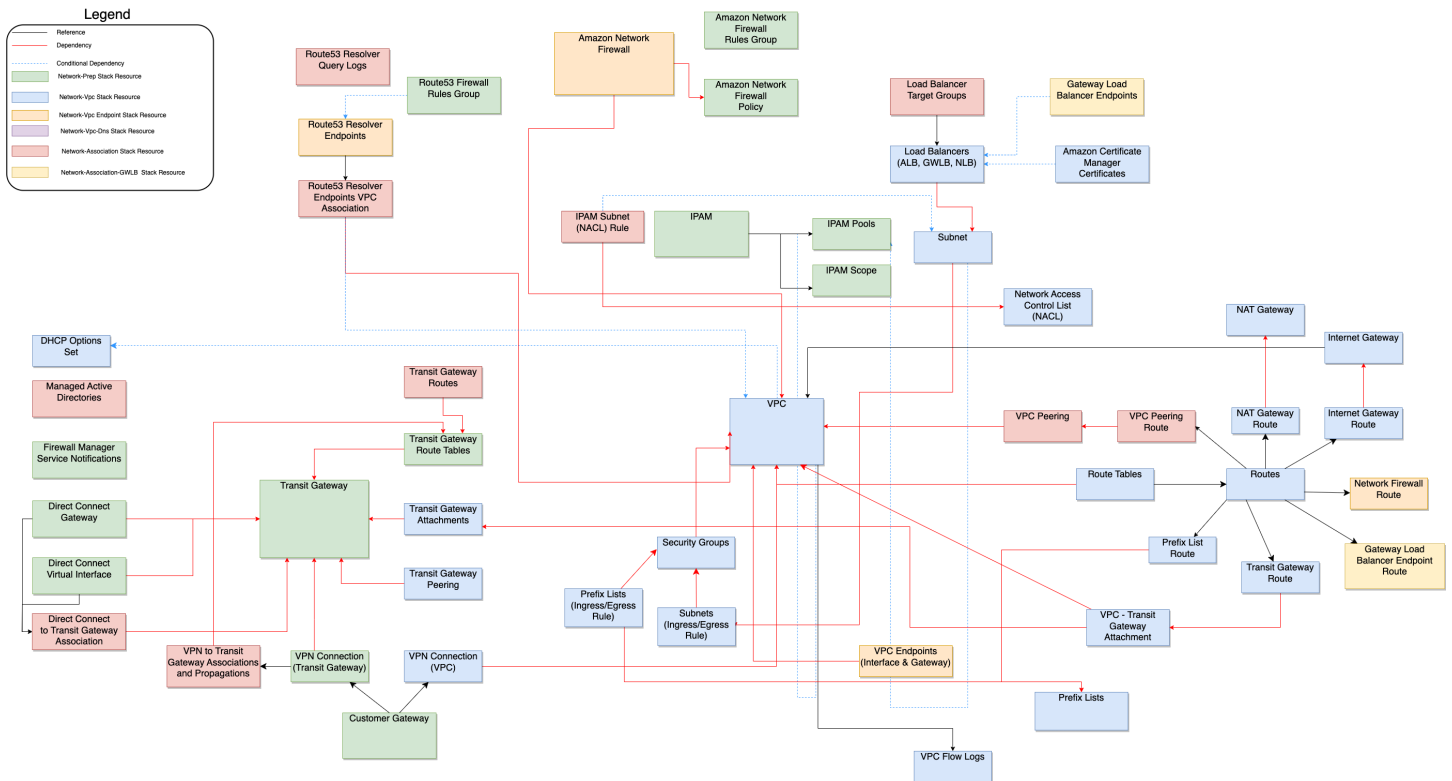 Legend
Reference
Dependency
Conditional Dependency
Network-Prep Stack Resource
Network-Vpc Stack Resource
Network-Vpc Endpoint Stack Resource
Network-Vpc-Dns Stack Resource
Network-Association Stack Resource
Network-Association-GWLB Stack Resource
Route53 Resolver
Query Logs
Route53 Firewall
Rules Group
Route53 Resolver
Endpoints
Route53 Resolver
Endpoints VPC
Association
Amazon Network
Firewall
Amazon Network
Firewall
Rules Group
Amazon Network
Firewall
Policy
Load Balancer
Target Groups
Gateway Load
Balancer Endpoints
Load Balancers
(ALB, GWLB, NLB)
Amazon Certificate
Manager
Certificates
IPAM Subnet
(NACL) Rule
IPAM
IPAM Pools
IPAM Scope
Subnet
Network Access
Control List
(NACL)
NAT Gateway
Internet Gateway
DHCP Options
Set
Managed Active
Directories
Transit Gateway
Routes
VPC
VPC Peering
VPC Peering
Route
NAT Gateway
Route
Internet Gateway
Route
Firewall Manager
Service Notifications
Transit Gateway
Route Tables
Transit Gateway
Route Tables
Routes
Network Firewall
Route
Direct Connect
Gateway
Transit Gateway
Attachments
Security Groups
Prefix List
Route
Gateway Load
Balancer Endpoint
Route
Direct Connect
Virtual Interface
Transit Gateway
Peering
Transit Gateway
Route
Prefix Lists
(Ingress/Egress
Rule)
Subnets
(Ingress/Egress
Rule)
VPC - Transit
Gateway
Attachment
Direct Connect
to Transit Gateway
Association
VPN to Transit
Gateway Associations
and Propagations
VPN Connection
(Transit Gateway)
VPN Connection
(VPC)
VPC Endpoints
(Interface & Gateway)
Prefix Lists
Customer Gateway
VPC Flow Logs